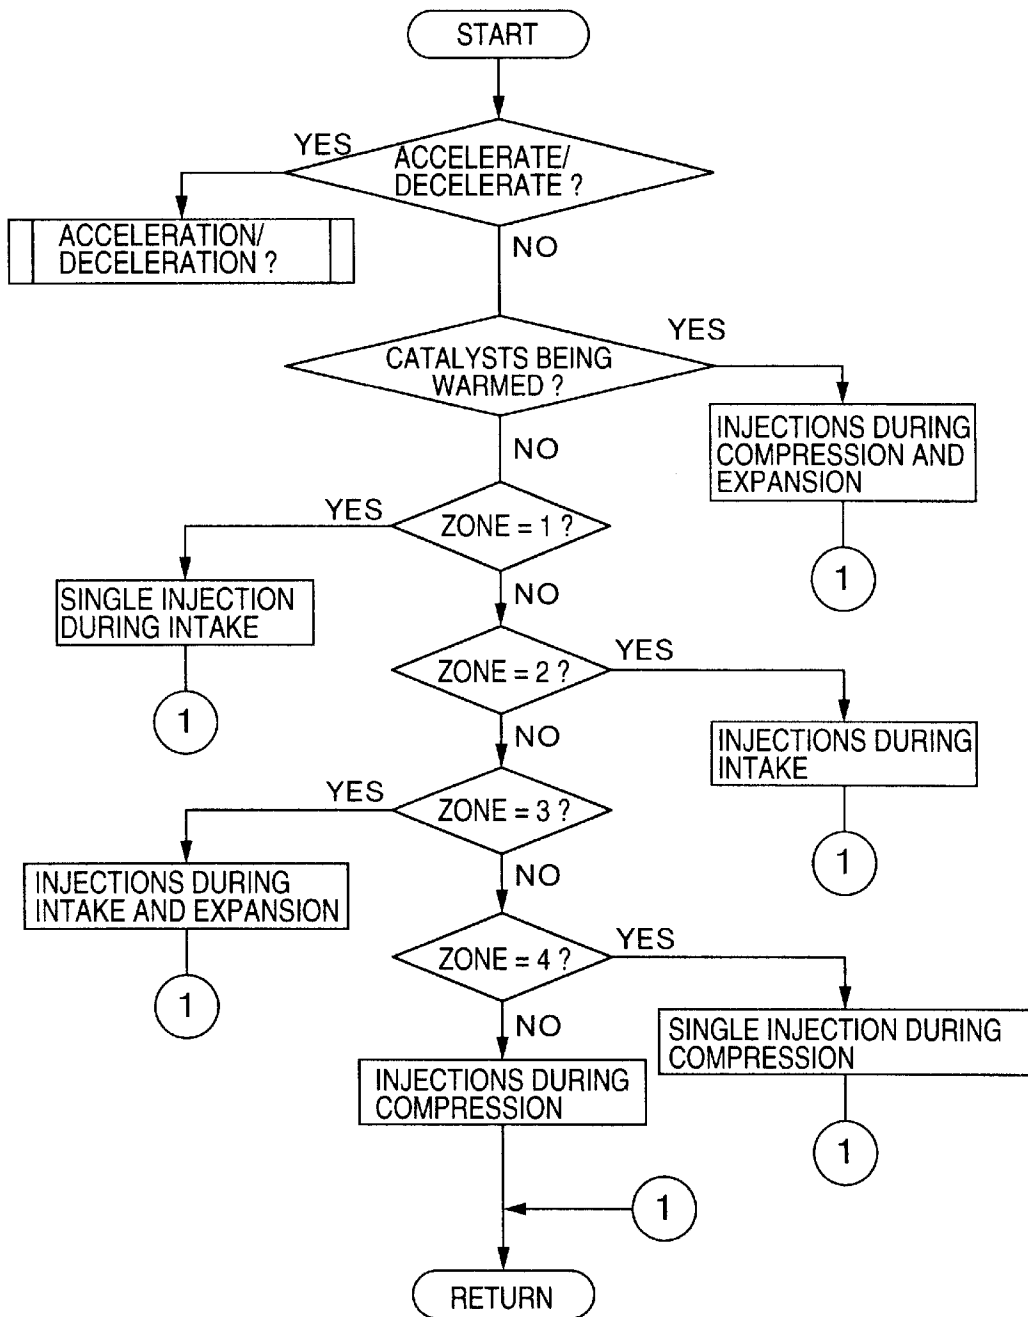 START
YES
ACCELERATE/
DECELERATE ?
ACCELERATION/
DECELERATION ?
NO
YES
CATALYSTS BEING
WARMED ?
NO
INJECTIONS DURING
COMPRESSION AND
EXPANSION
1
YES
ZONE = 1 ?
SINGLE INJECTION
DURING INTAKE
1
NO
ZONE = 2 ?
YES
INJECTIONS DURING
INTAKE
1
NO
YES
ZONE = 3 ?
INJECTIONS DURING
INTAKE AND EXPANSION
1
NO
ZONE = 4 ?
YES
SINGLE INJECTION DURING
COMPRESSION
1
NO
INJECTIONS DURING
COMPRESSION
1
RETURN